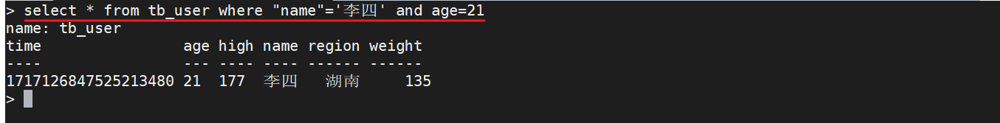 > select * from tb_user where "name"='李四' and age=21
name: tb_user
time                age high name region weight
----                --- ---- ---- ------ ------
1717126847525213480 21  177  李四   湖南     135
>